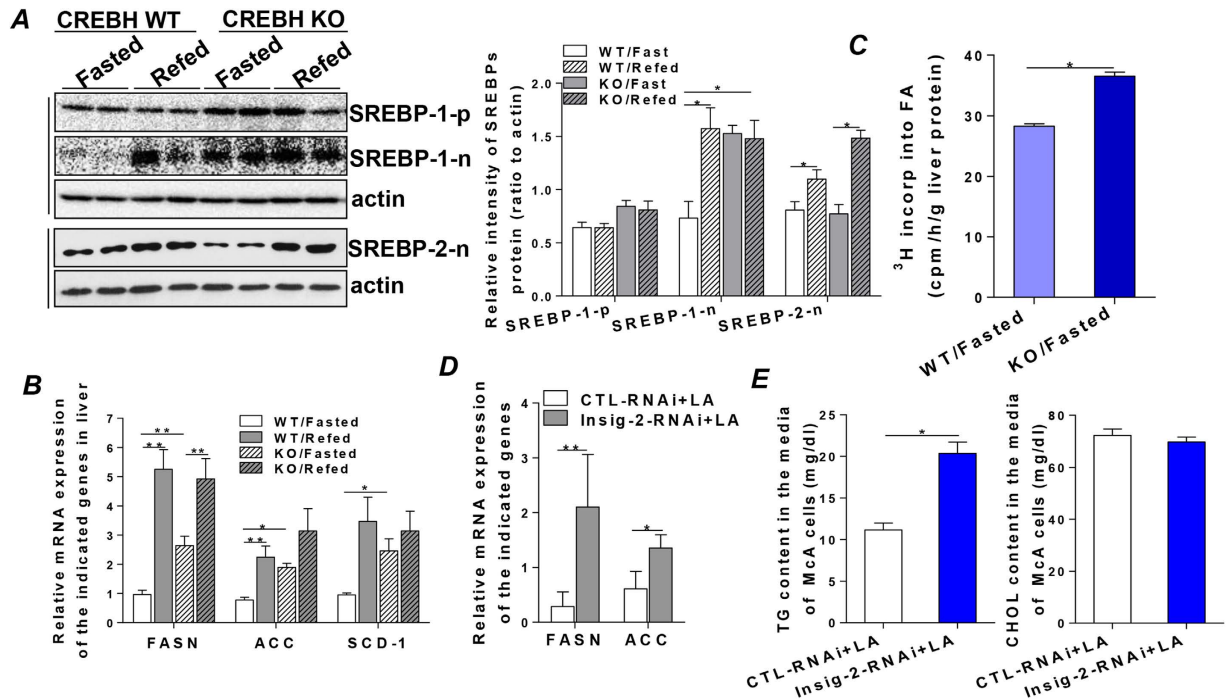 A
CREBH WT
CREBH KO
Fasted
Refed
Fasted
Refed
SREBP-1-p
SREBP-1-n
actin
SREBP-2-n
actin
Relative intensity of SREBPs
protein (ratio to actin)
2.0
1.5
1.0
0.5
0.0
WT/Fast
WT/Refed
KO/Fast
KO/Refed
*
*
*
*
SREBP-1-p
SREBP-1-n
SREBP-2-n
C
³H incorp into FA
(cpm/h/g liver protein)
40
30
20
10
0
*
WT/Fasted
KO/Fasted
B
Relative mRNA expression
of the indicated genes in liver
7
6
5
4
3
2
1
0
WT/Fasted
WT/Refed
KO/Fasted
KO/Refed
**
**
**
*
**
*
FASN
ACC
SCD-1
D
Relative mRNA expression
of the indicated genes
4
3
2
1
0
CTL-RNAi+LA
Insig-2-RNAi+LA
**
*
FASN
ACC
E
TG content in the media
of McA cells (mg/dl)
25
20
15
10
5
0
*
CTL-RNAi+LA
Insig-2-RNAi+LA
CHOL content in the media
of McA cells (mg/dl)
80
60
40
20
0
CTL-RNAi+LA
Insig-2-RNAi+LA